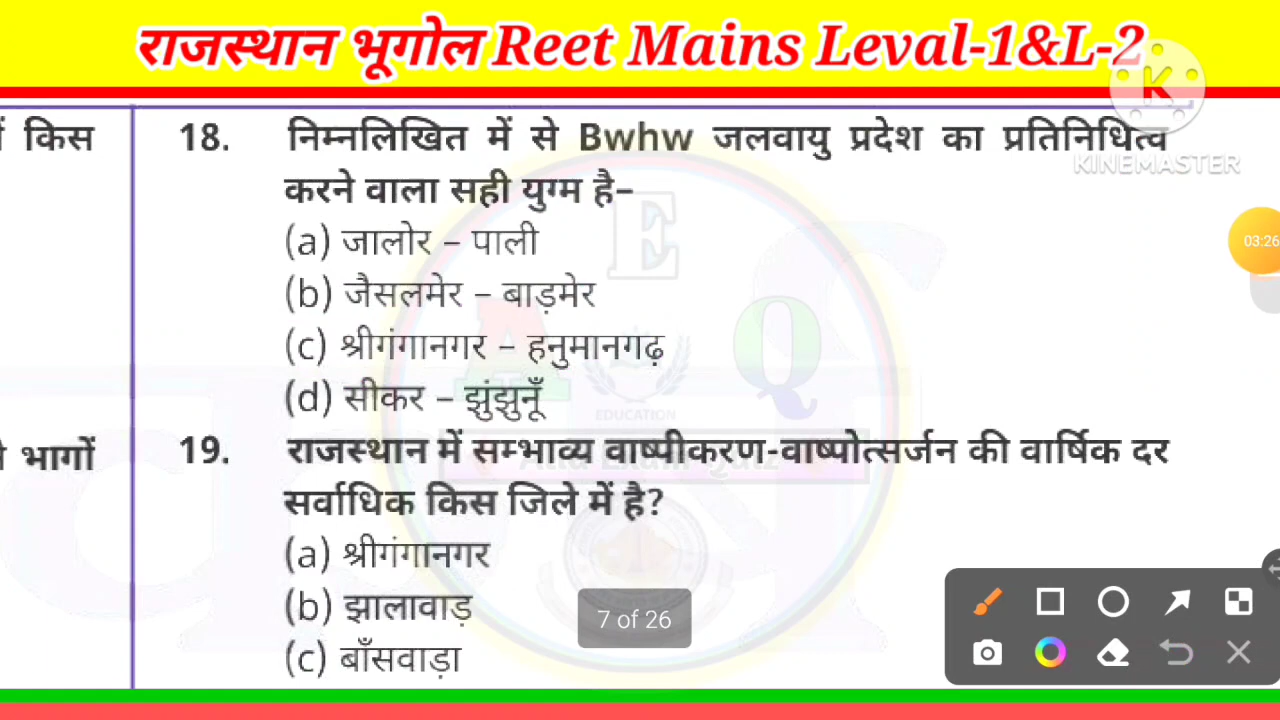 राजस्थान भूगोल Reet Mains Leval-1&L-2
K
KINEMASTER
किस
18. निम्नलिखित में से Bwhw जलवायु प्रदेश का प्रतिनिधित्व
करने वाला सही युग्म है–
(a) जालोर – पाली
(b) जैसलमेर – बाड़मेर
(c) श्रीगंगानगर – हनुमानगढ़
(d) सीकर – झुंझुनूँ
03:26
E
A
Q
EDUCATION
भागों
19. राजस्थान में सम्भाव्य वाष्पीकरण-वाष्पोत्सर्जन की वार्षिक दर
सर्वाधिक किस जिले में है?
(a) श्रीगंगानगर
(b) झालावाड़
(c) बाँसवाड़ा
7 of 26